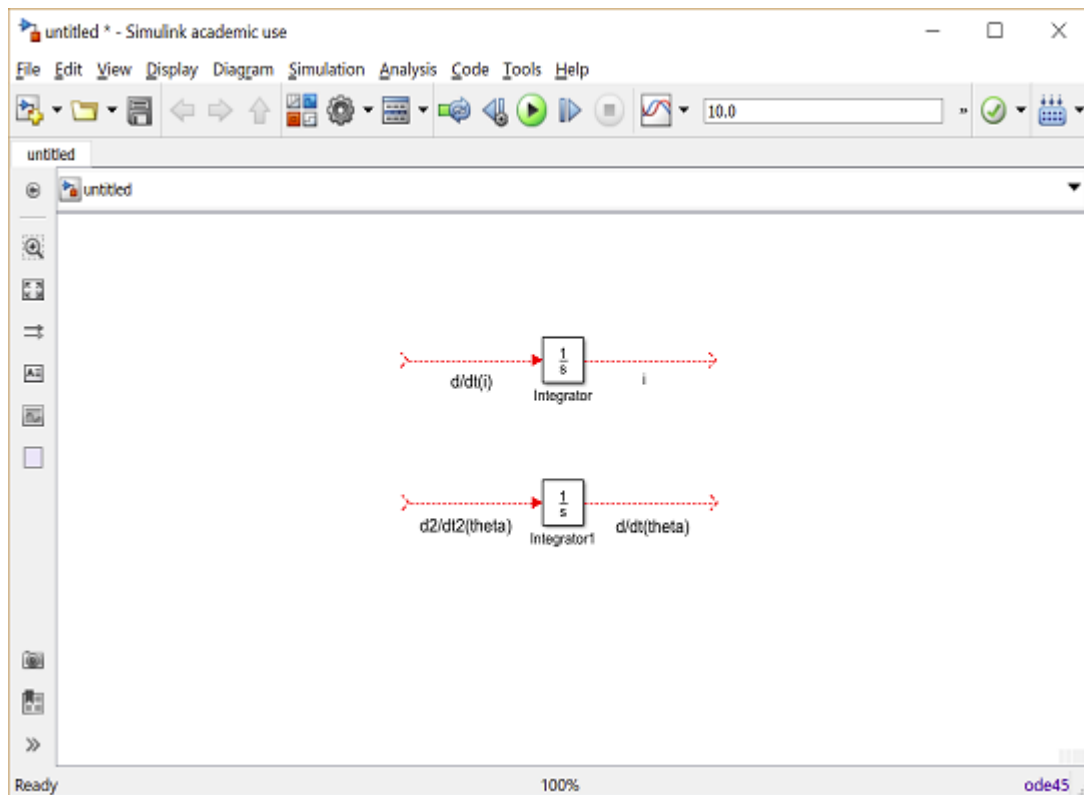 untitled * - Simulink academic use
File Edit View Display Diagram Simulation Analysis Code Tools Help
10.0 »
untitled
untitled
1
s
d/dt(i)
i
Integrator
1
s
d2/dt2(theta)
d/dt(theta)
Integrator1
Ready 100% ode45